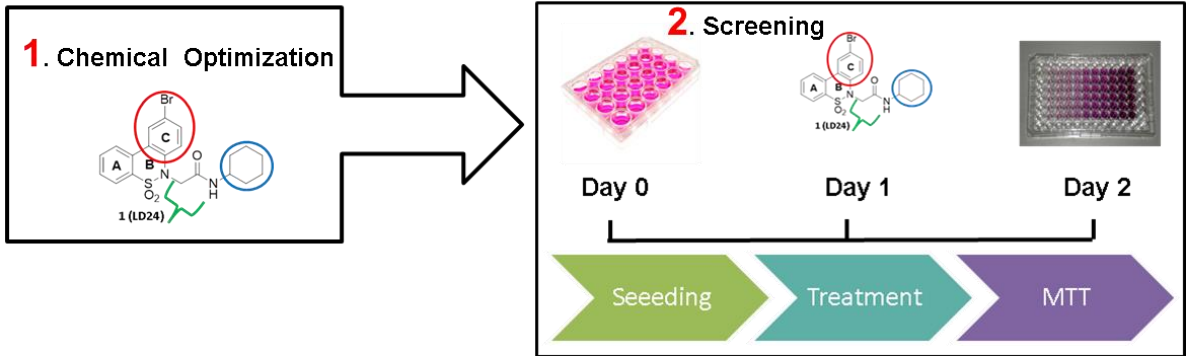 1. Chemical Optimization
Br
C
A
B
O
S
N
O2
N
H
1 (LD24)
2. Screening
Br
C
A
B
O
S
N
O2
N
H
1 (LD24)
Day 0
Day 1
Day 2
Seeeding
Treatment
MTT